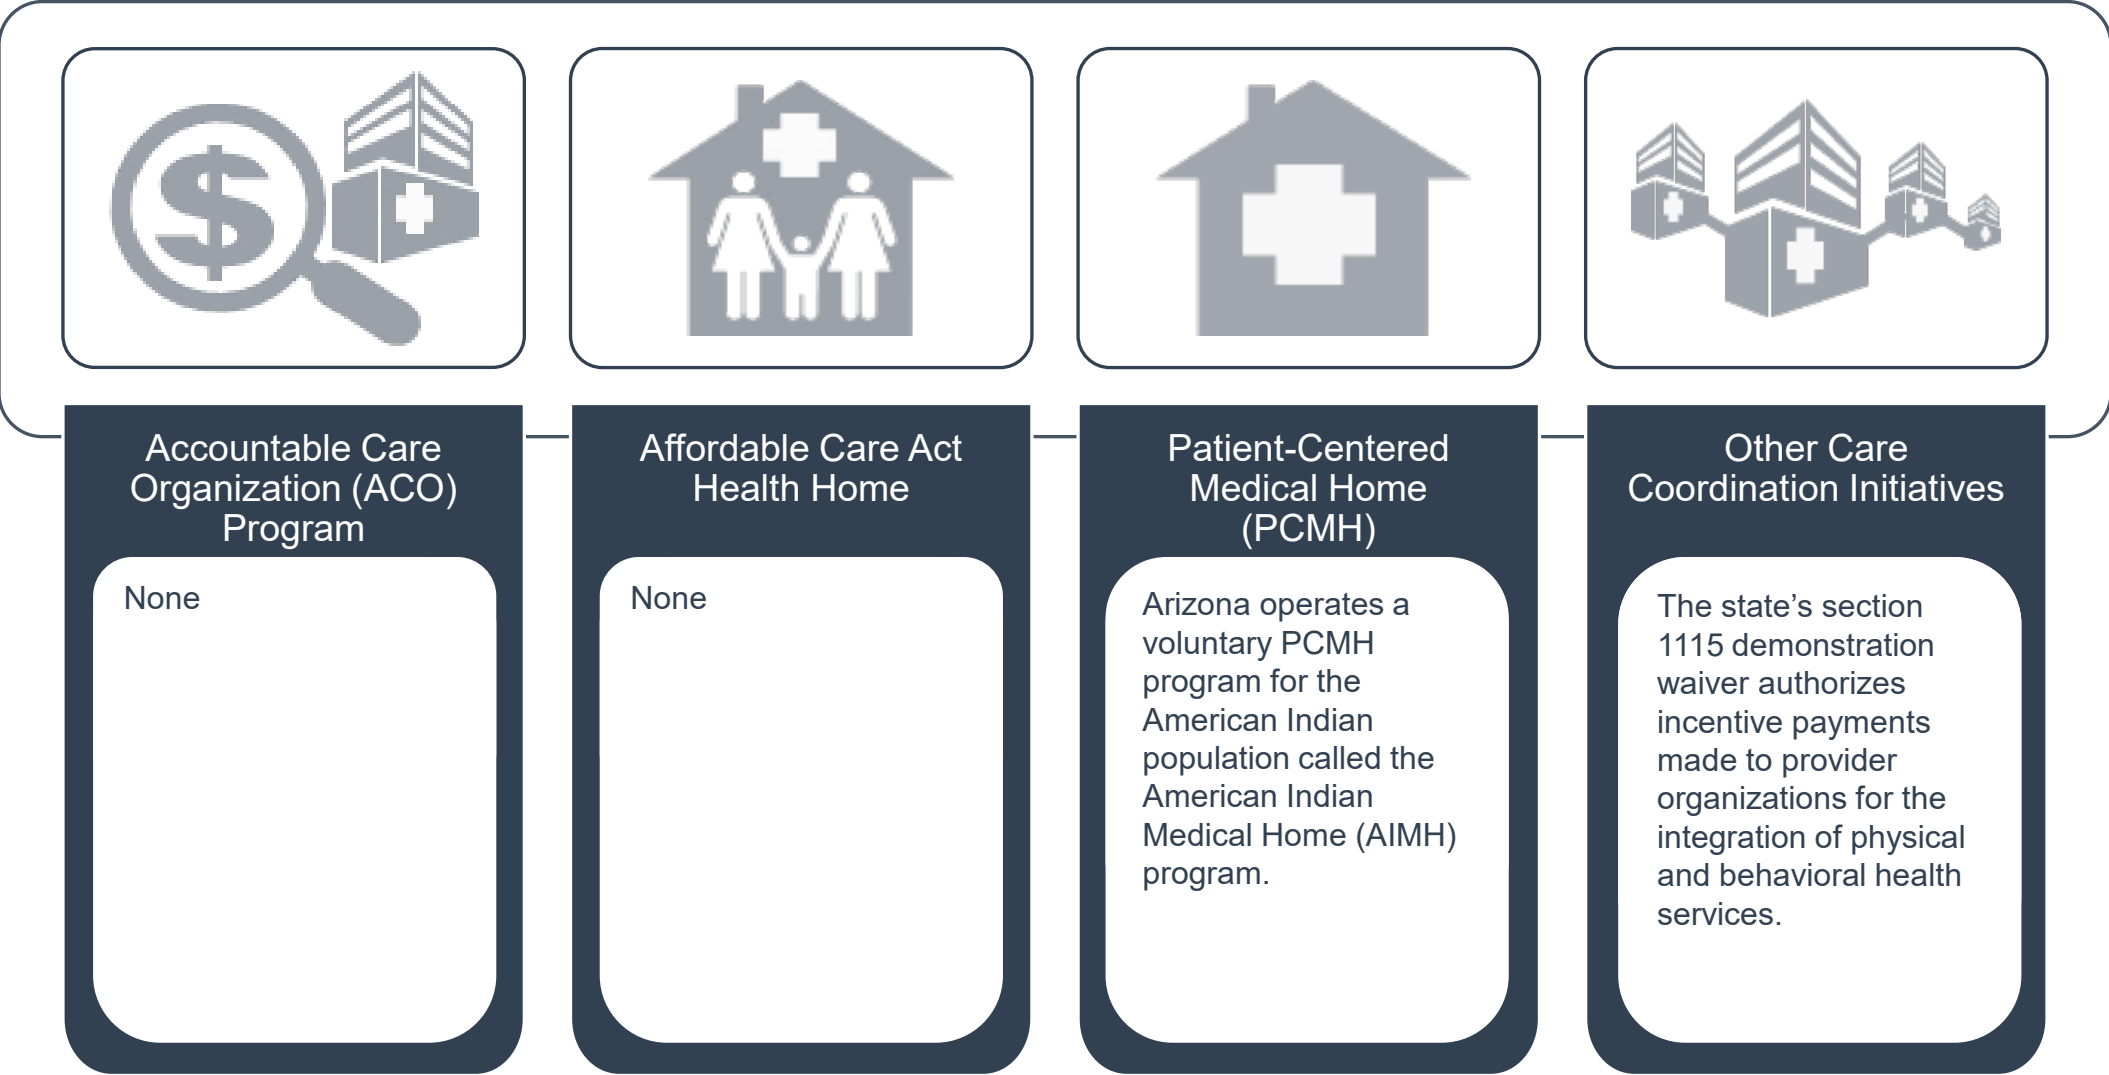 Accountable Care
Organization (ACO)
Program
None
Affordable Care Act
Health Home
None
Patient-Centered
Medical Home
(PCMH)
Arizona operates a
voluntary PCMH
program for the
American Indian
population called the
American Indian
Medical Home (AIMH)
program.
Other Care
Coordination Initiatives
The state’s section
1115 demonstration
waiver authorizes
incentive payments
made to provider
organizations for the
integration of physical
and behavioral health
services.